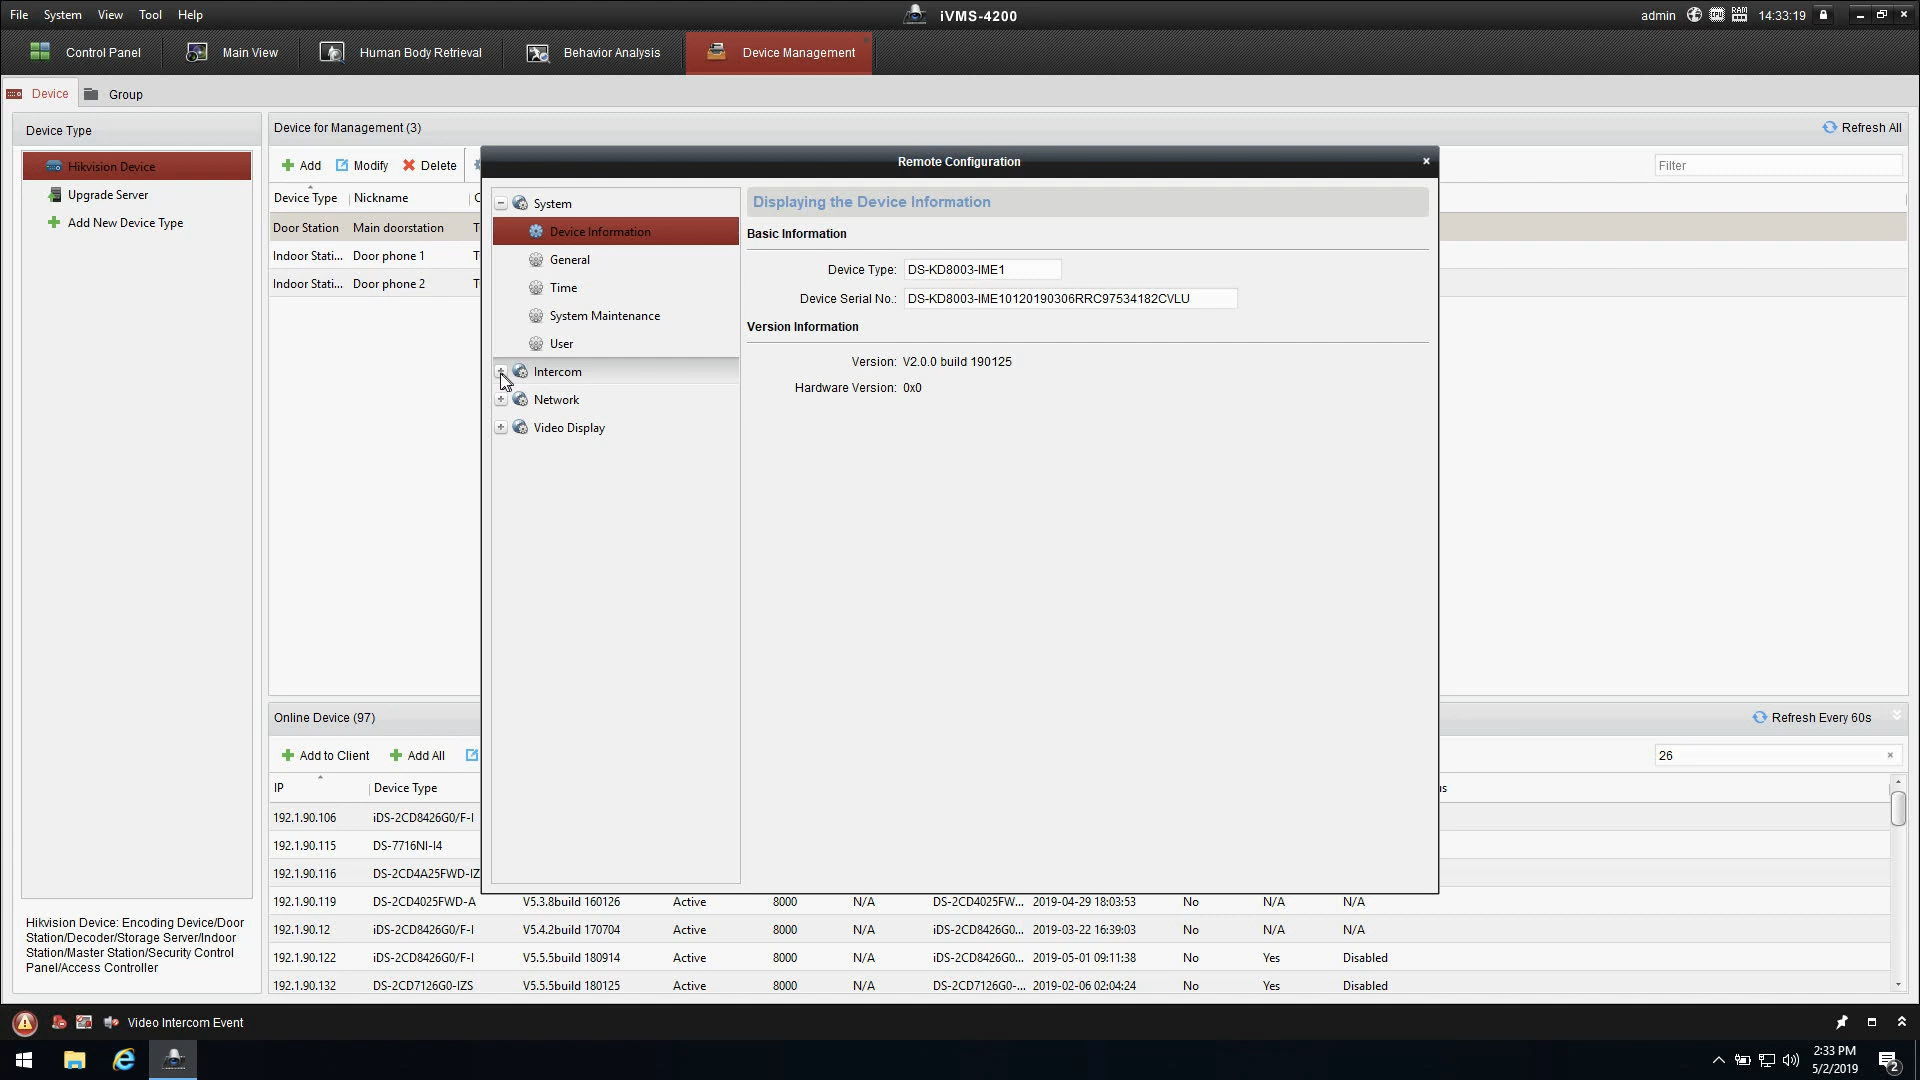 File System View Tool Help
iVMS-4200
admin 14:33:19
Control Panel Main View Human Body Retrieval Behavior Analysis Device Management
Device Group
Device Type
Hikvision Device
Upgrade Server
Add New Device Type
Hikvision Device: Encoding Device/Door
Station/Decoder/Storage Server/Indoor
Station/Master Station/Security Control
Panel/Access Controller
Device for Management (3) Refresh All
Add Modify Delete Filter
Device Type Nickname
Door Station Main doorstation
Indoor Stati... Door phone 1
Indoor Stati... Door phone 2
Remote Configuration
System
Device Information
General
Time
System Maintenance
User
Intercom
Network
Video Display
Displaying the Device Information
Basic Information
Device Type: DS-KD8003-IME1
Device Serial No.: DS-KD8003-IME10120190306RRC97534182CVLU
Version Information
Version: V2.0.0 build 190125
Hardware Version: 0x0
Online Device (97) Refresh Every 60s
Add to Client Add All 26
IP Device Type
192.1.90.106 iDS-2CD8426G0/F-I
192.1.90.115 DS-7716NI-I4
192.1.90.116 DS-2CD4A25FWD-IZ
192.1.90.119 DS-2CD4025FWD-A V5.3.8build 160126 Active 8000 N/A DS-2CD4025FW... 2019-04-29 18:03:53 No N/A N/A
192.1.90.12 iDS-2CD8426G0/F-I V5.4.2build 170704 Active 8000 N/A iDS-2CD8426G0... 2019-03-22 16:39:03 No N/A N/A
192.1.90.122 iDS-2CD8426G0/F-I V5.5.5build 180914 Active 8000 N/A iDS-2CD8426G0... 2019-05-01 09:11:38 No Yes Disabled
192.1.90.132 DS-2CD7126G0-IZS V5.5.5build 180125 Active 8000 N/A DS-2CD7126G0-... 2019-02-06 02:04:24 No Yes Disabled
Video Intercom Event
2:33 PM
5/2/2019
2